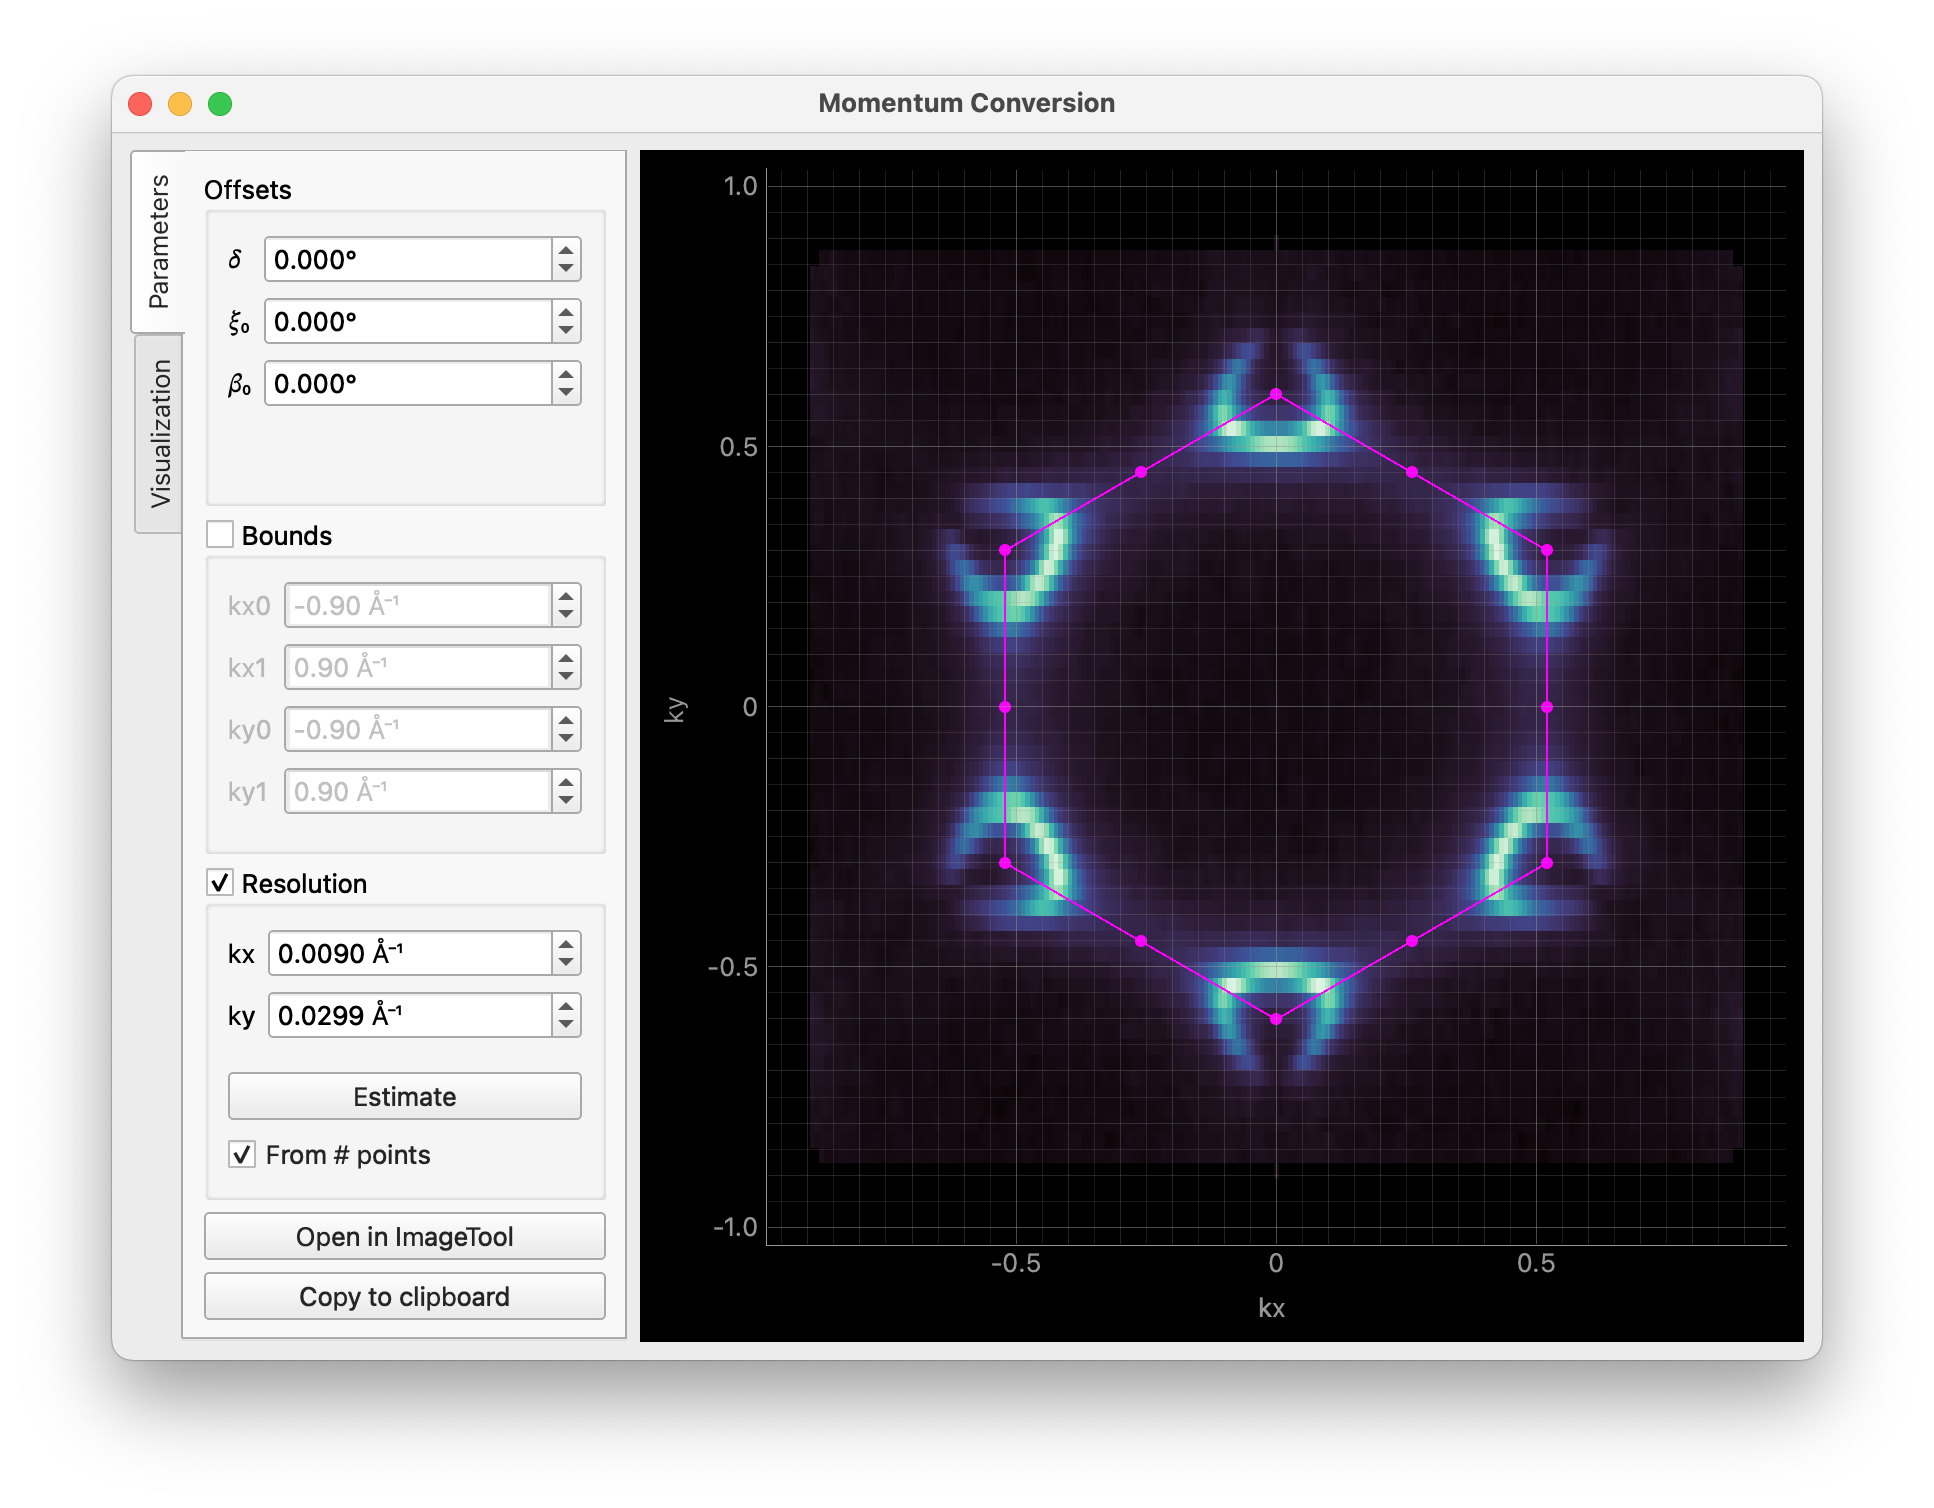 Momentum Conversion
Parameters
Visualization
Offsets
δ 0.000°
ξ₀ 0.000°
β₀ 0.000°
Bounds
kx0 -0.90 Å⁻¹
kx1 0.90 Å⁻¹
ky0 -0.90 Å⁻¹
ky1 0.90 Å⁻¹
Resolution
kx 0.0090 Å⁻¹
ky 0.0299 Å⁻¹
Estimate
From # points
Open in ImageTool
Copy to clipboard
ky
1.0
0.5
0
-0.5
-1.0
-0.5 0 0.5
kx